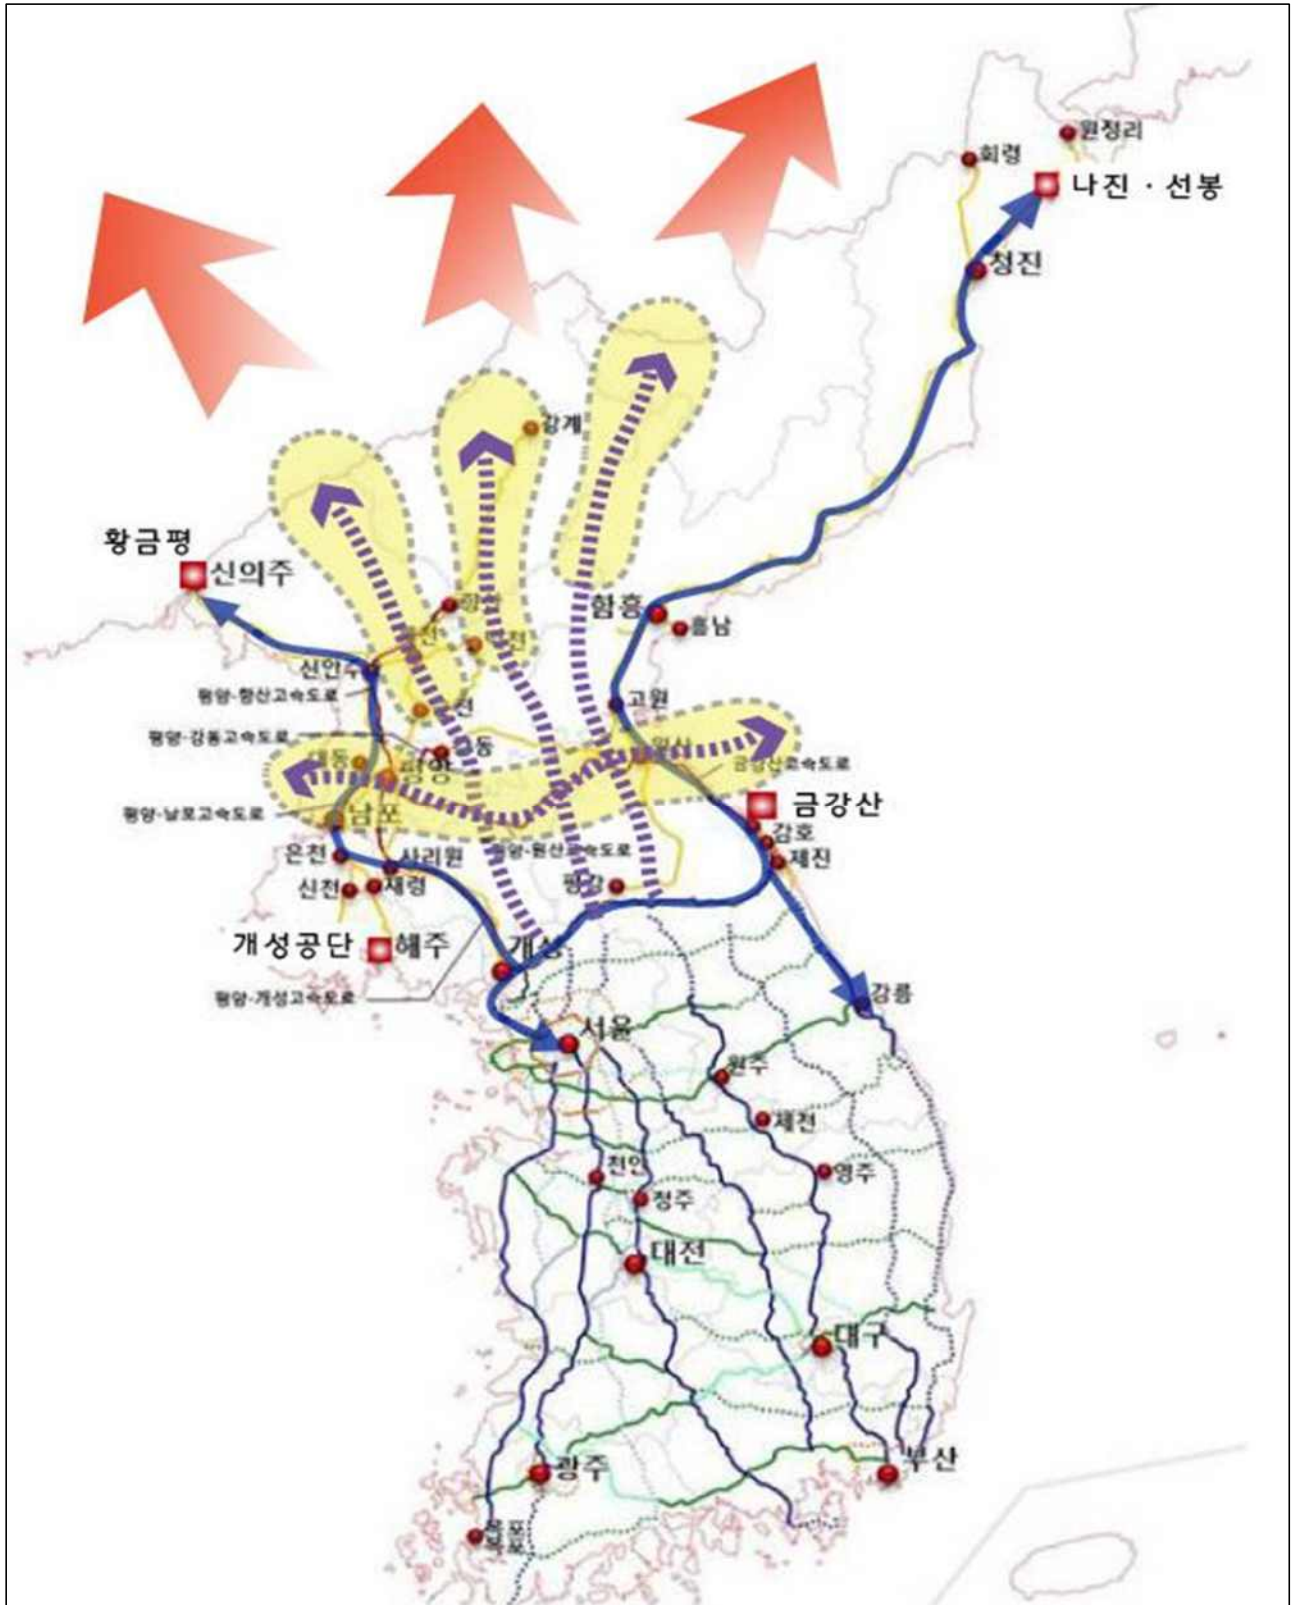 원정리
회령
나진 · 선봉
청진
강계
황금평
신의주
함흥
흥남
신안주
평양-향산고속도로
고원
평양-강동고속도로
금강산고속도로
평양
금강산
평양-남포고속도로
남포
감호
제진
은천
사리원
평양-원산고속도로
신천
재령
평강
개성공단
해주
개성
평양-개성고속도로
강릉
서울
원주
제천
영주
천안
청주
대전
대구
부산
광주
목포
목포